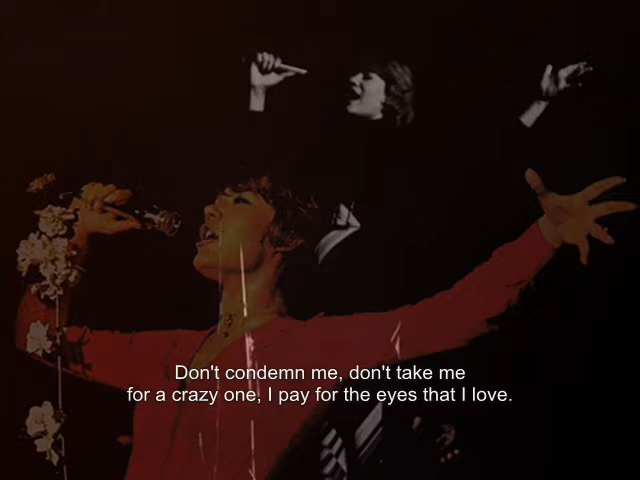 Don't condemn me, don't take me
for a crazy one, I pay for the eyes that I love.